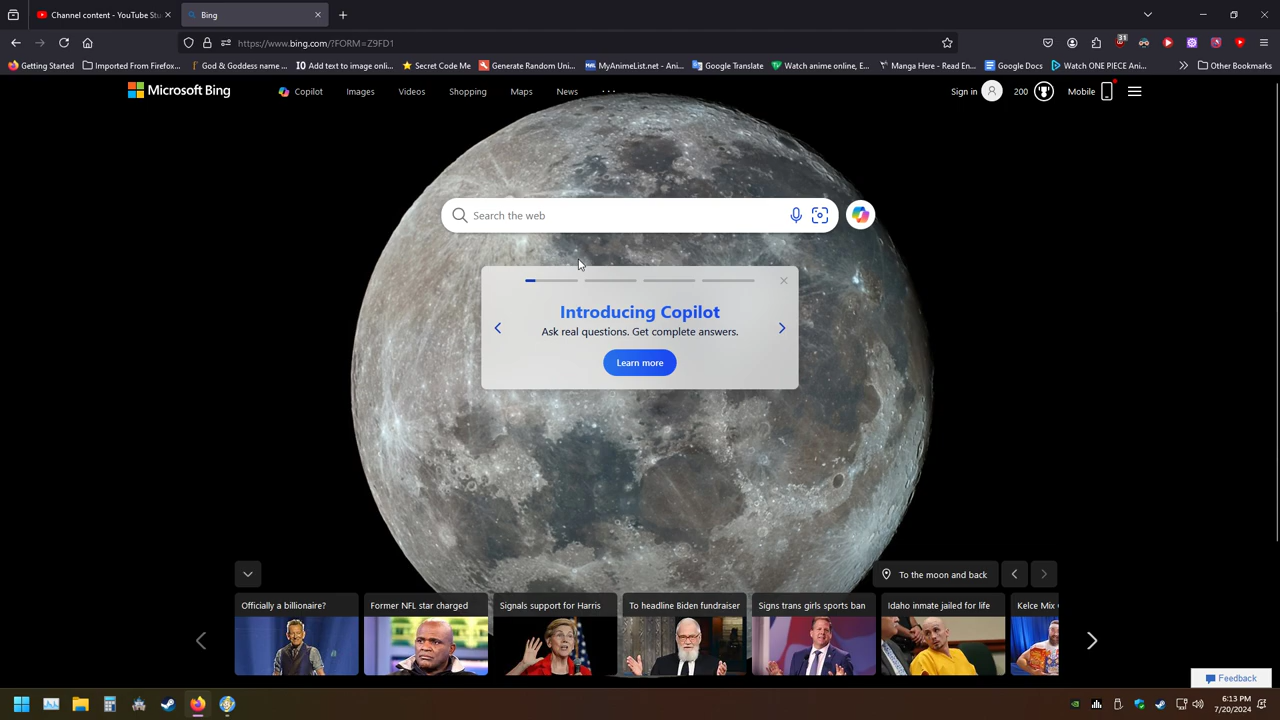 Channel content - YouTube Stu
Bing
https://www.bing.com/?FORM=Z9FD1
31
Getting Started
Imported From Firefox...
God & Goddess name ...
Add text to image onli...
Secret Code Me
Generate Random Uni...
MyAnimeList.net - Ani...
Google Translate
Watch anime online, E...
Manga Here - Read En...
Google Docs
Watch ONE PIECE Ani...
Other Bookmarks
Microsoft Bing
Copilot
Images
Videos
Shopping
Maps
News
...
Sign in
200
Mobile
Search the web
Introducing Copilot
Ask real questions. Get complete answers.
Learn more
To the moon and back
Officially a billionaire?
Former NFL star charged
Signals support for Harris
To headline Biden fundraiser
Signs trans girls sports ban
Idaho inmate jailed for life
Kelce Mix
Feedback
6:13 PM
7/20/2024